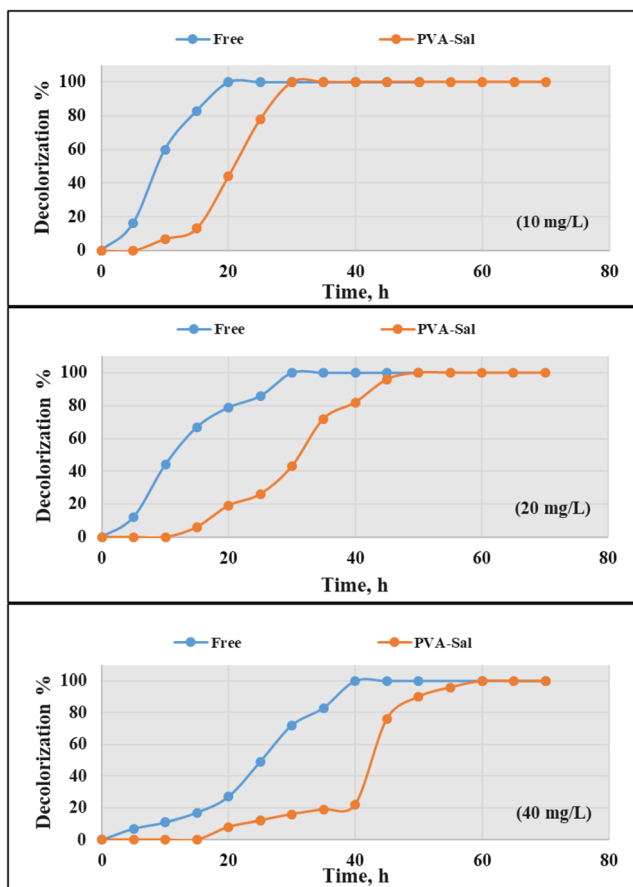 Free PVA-Sal
100
80
60
40
20
0
Decolorization %
(10 mg/L)
0 20 40 60 80
Time, h
Free PVA-Sal
100
80
60
40
20
0
Decolorization %
(20 mg/L)
0 20 40 60 80
Time, h
Free PVA-Sal
100
80
60
40
20
0
Decolorization %
(40 mg/L)
0 20 40 60 80
Time, h